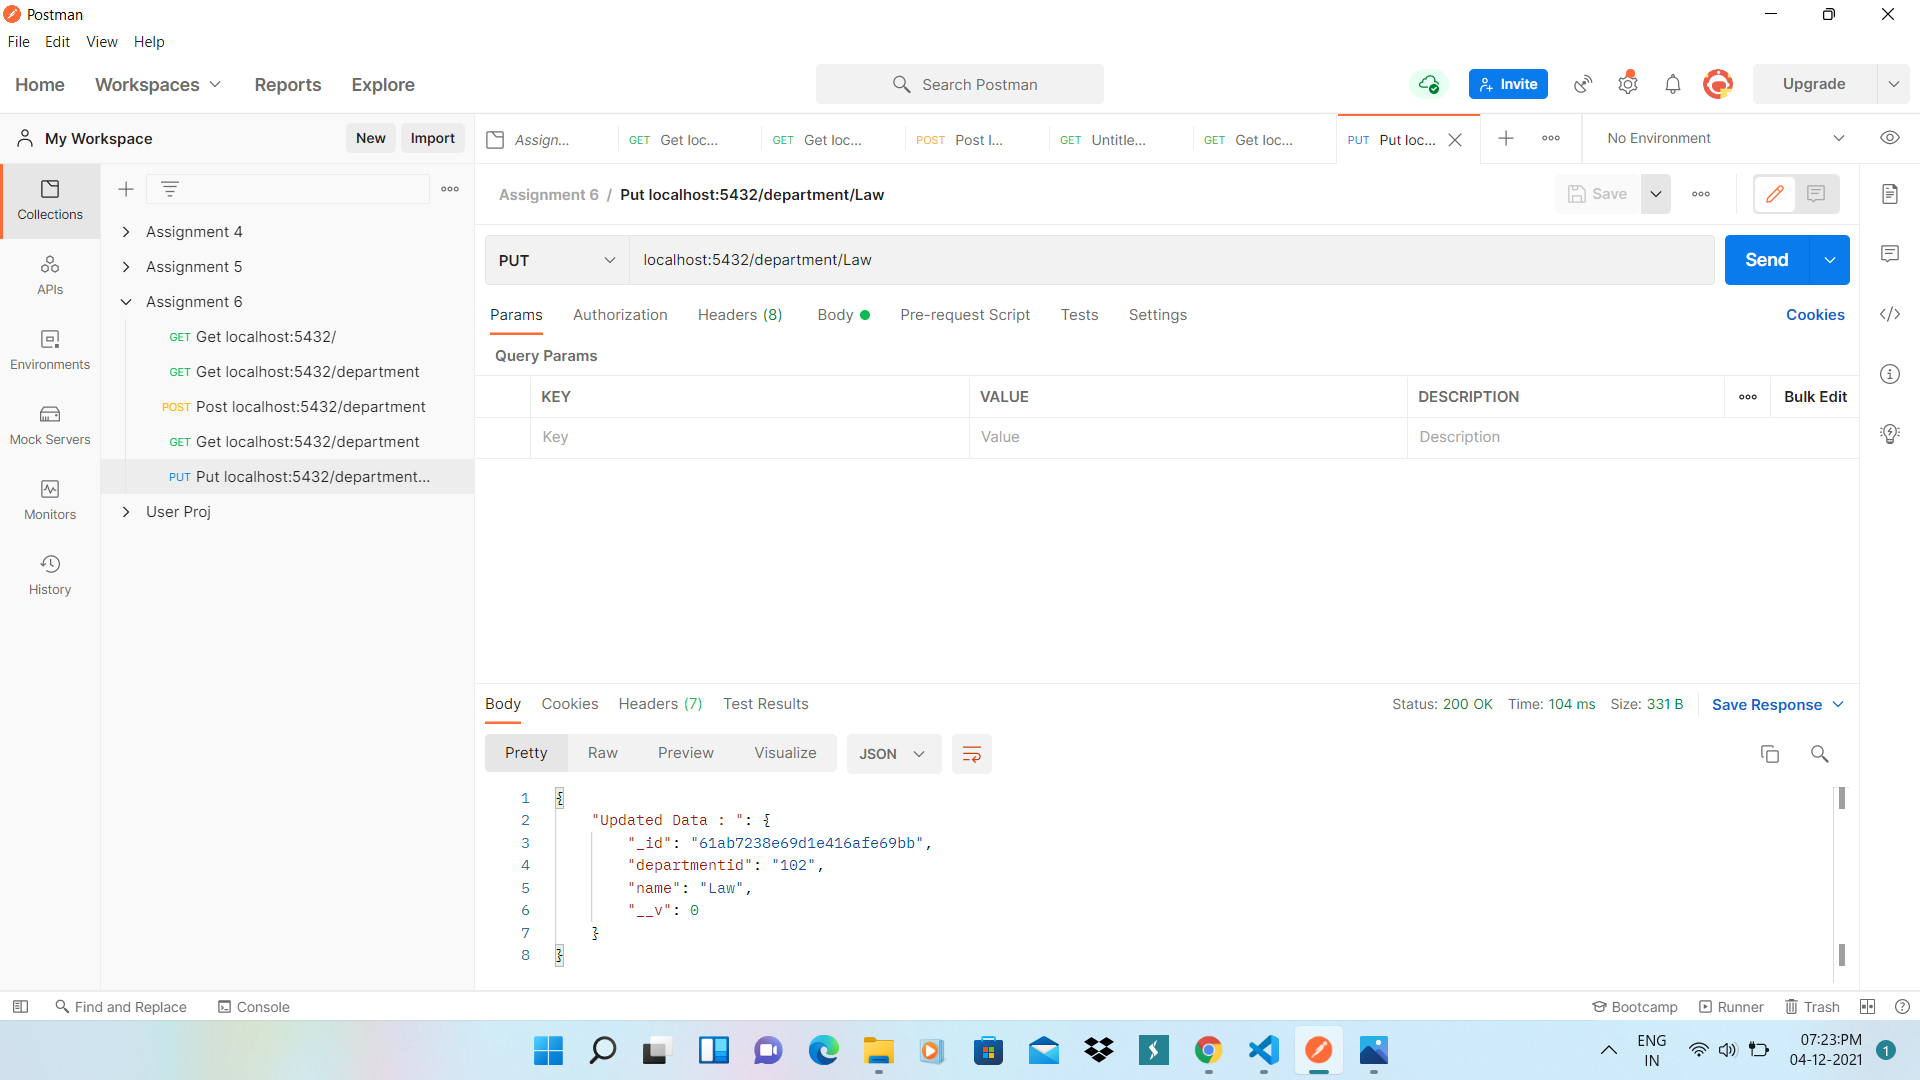 Postman
File Edit View Help
Home Workspaces Reports Explore Search Postman Invite Upgrade
My Workspace New Import Assign... GET Get loc... GET Get loc... POST Post l... GET Untitle... GET Get loc... PUT Put loc... No Environment
Collections
APIs
Environments
Mock Servers
Monitors
History
Assignment 4
Assignment 5
Assignment 6
GET Get localhost:5432/
GET Get localhost:5432/department
POST Post localhost:5432/department
GET Get localhost:5432/department
PUT Put localhost:5432/department...
User Proj
Assignment 6 / Put localhost:5432/department/Law Save
PUT localhost:5432/department/Law Send
Params Authorization Headers (8) Body Pre-request Script Tests Settings Cookies
Query Params
KEY VALUE DESCRIPTION Bulk Edit
Key Value Description
Body Cookies Headers (7) Test Results Status: 200 OK Time: 104 ms Size: 331 B Save Response
Pretty Raw Preview Visualize JSON
1 {
2 "Updated Data : ": {
3 "_id": "61ab7238e69d1e416afe69bb",
4 "departmentid": "102",
5 "name": "Law",
6 "__v": 0
7 }
8 }
Find and Replace Console Bootcamp Runner Trash
ENG
IN
07:23:PM
04-12-2021
1